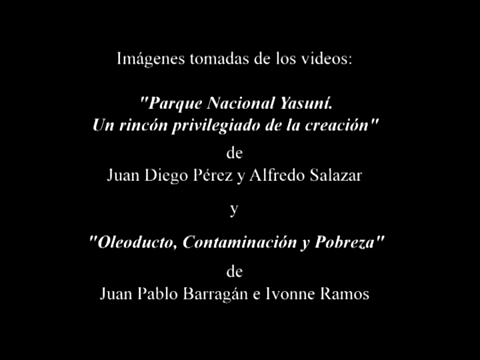 Imágenes tomadas de los videos:
"Parque Nacional Yasuní.
Un rincón privilegiado de la creación"
de
Juan Diego Pérez y Alfredo Salazar
y
"Oleoducto, Contaminación y Pobreza"
de
Juan Pablo Barragán e Ivonne Ramos